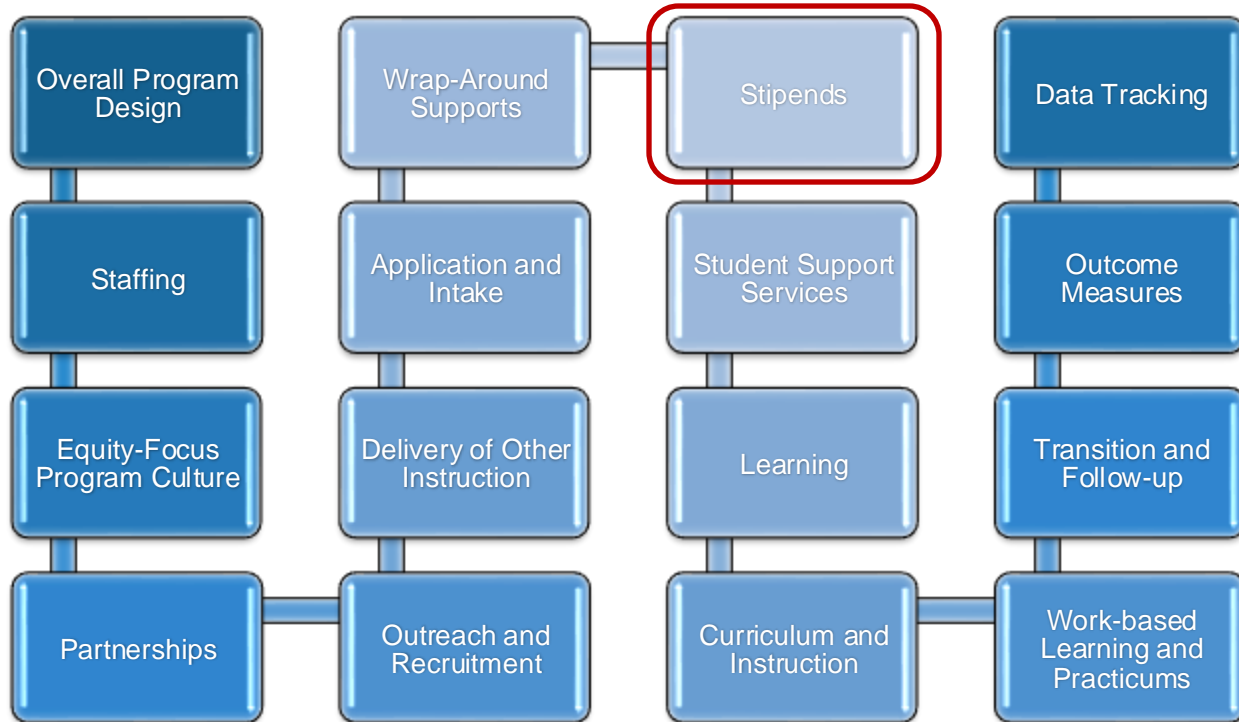 Overall Program
Design
Staffing
Equity-Focus
Program Culture
Partnerships
Outreach and
Recruitment
Delivery of Other
Instruction
Application and
Intake
Wrap-Around
Supports
Stipends
Student Support
Services
Learning
Curriculum and
Instruction
Work-based
Learning and
Practicums
Transition and
Follow-up
Outcome
Measures
Data Tracking